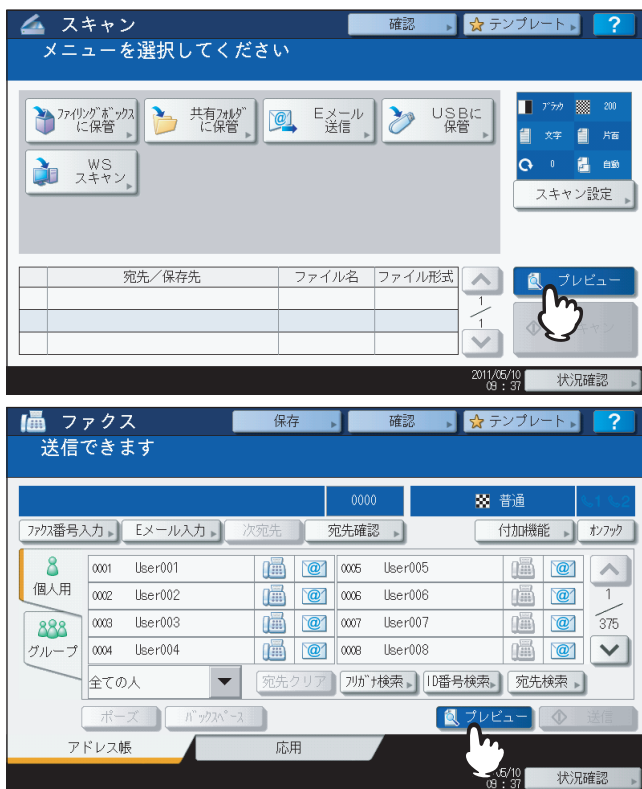 スキャン 確認 テンプレート ?
メニューを選択してください
ファイリングボックス
に保管
共有フォルダ
に保管
Eメール
送信
USBに
保管
WS
スキャン
ブラック 200
文字 片面
0 自動
スキャン設定
宛先/保存先 ファイル名 ファイル形式
1
1
プレビュー
2011/05/10
09:37
状況確認
ファクス 保存 確認 テンプレート ?
送信できます
0000 普通 1 2
ファクス番号入力 Eメール入力 次宛先 宛先確認 付加機能 オンフック
個人用
グループ
0001 User001 0005 User005
0002 User002 0006 User006
0003 User003 0007 User007
0004 User004 0008 User008
1
375
全ての人 宛先クリア フリガナ検索 ID番号検索 宛先検索
ポーズ バックスペース プレビュー 送信
アドレス帳 応用
05/10
09:37
状況確認